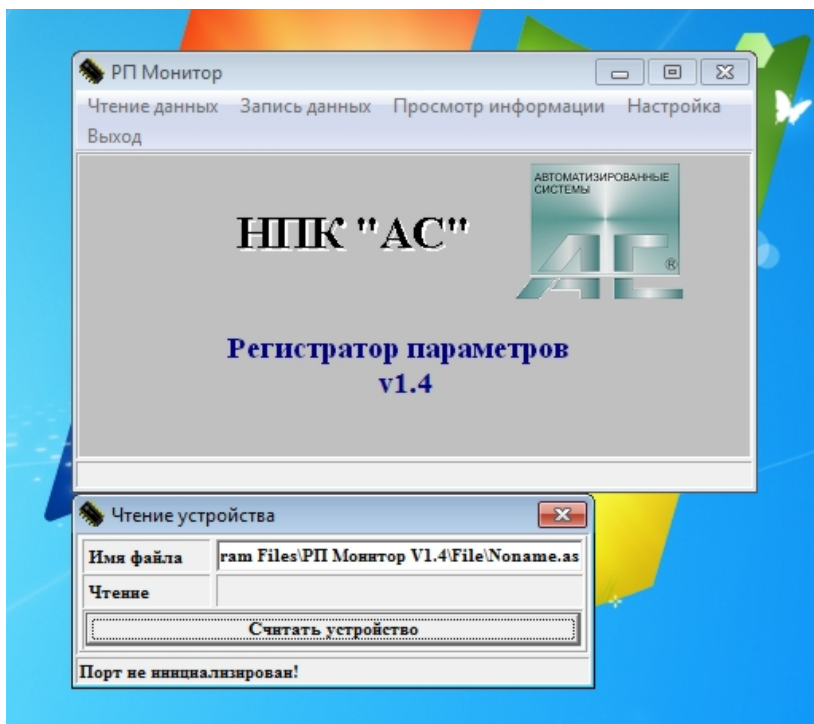 РП Монитор
Чтение данных Запись данных Просмотр информации Настройка
Выход
АВТОМАТИЗИРОВАННЫЕ
СИСТЕМЫ
НПК "АС"
АС ®
Регистратор параметров
v1.4
Чтение устройства
Имя файла ram Files\РП Монитор V1.4\File\Noname.as
Чтение
Считать устройство
Порт не инициализирован!